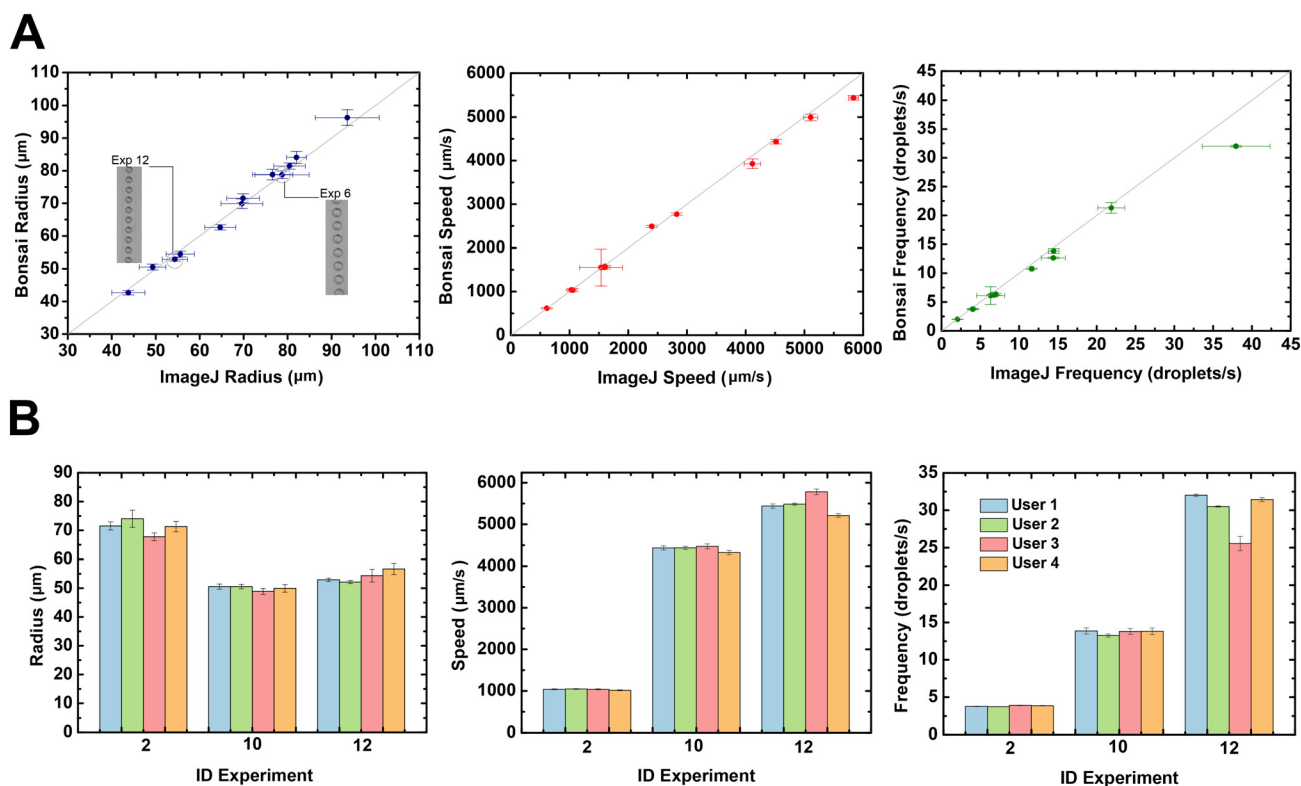 A
110
100
90
80
70
60
50
40
30
Bonsai Radius (µm)
Exp 12
Exp 6
30 40 50 60 70 80 90 100 110
ImageJ Radius (µm)
6000
5000
4000
3000
2000
1000
0
Bonsai Speed (µm/s)
0 1000 2000 3000 4000 5000 6000
ImageJ Speed (µm/s)
45
40
35
30
25
20
15
10
5
0
Bonsai Frequency (droplets/s)
0 5 10 15 20 25 30 35 40 45
ImageJ Frequency (droplets/s)
B
90
80
70
60
50
40
30
20
10
0
Radius (µm)
2 10 12
ID Experiment
6000
5000
4000
3000
2000
1000
0
Speed (µm/s)
2 10 12
ID Experiment
35
30
25
20
15
10
5
0
Frequency (droplets/s)
User 1
User 2
User 3
User 4
2 10 12
ID Experiment